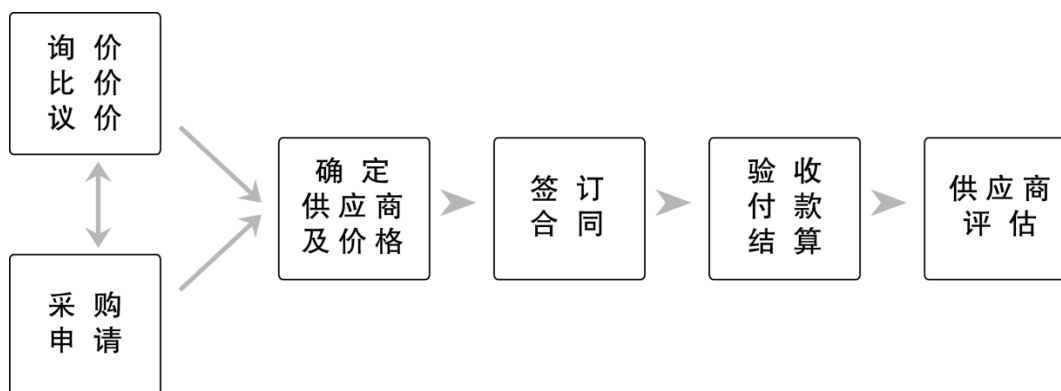 询价
比价
议价
采购
申请
确定
供应商
及价格
签订
合同
验收
付款
结算
供应商
评估